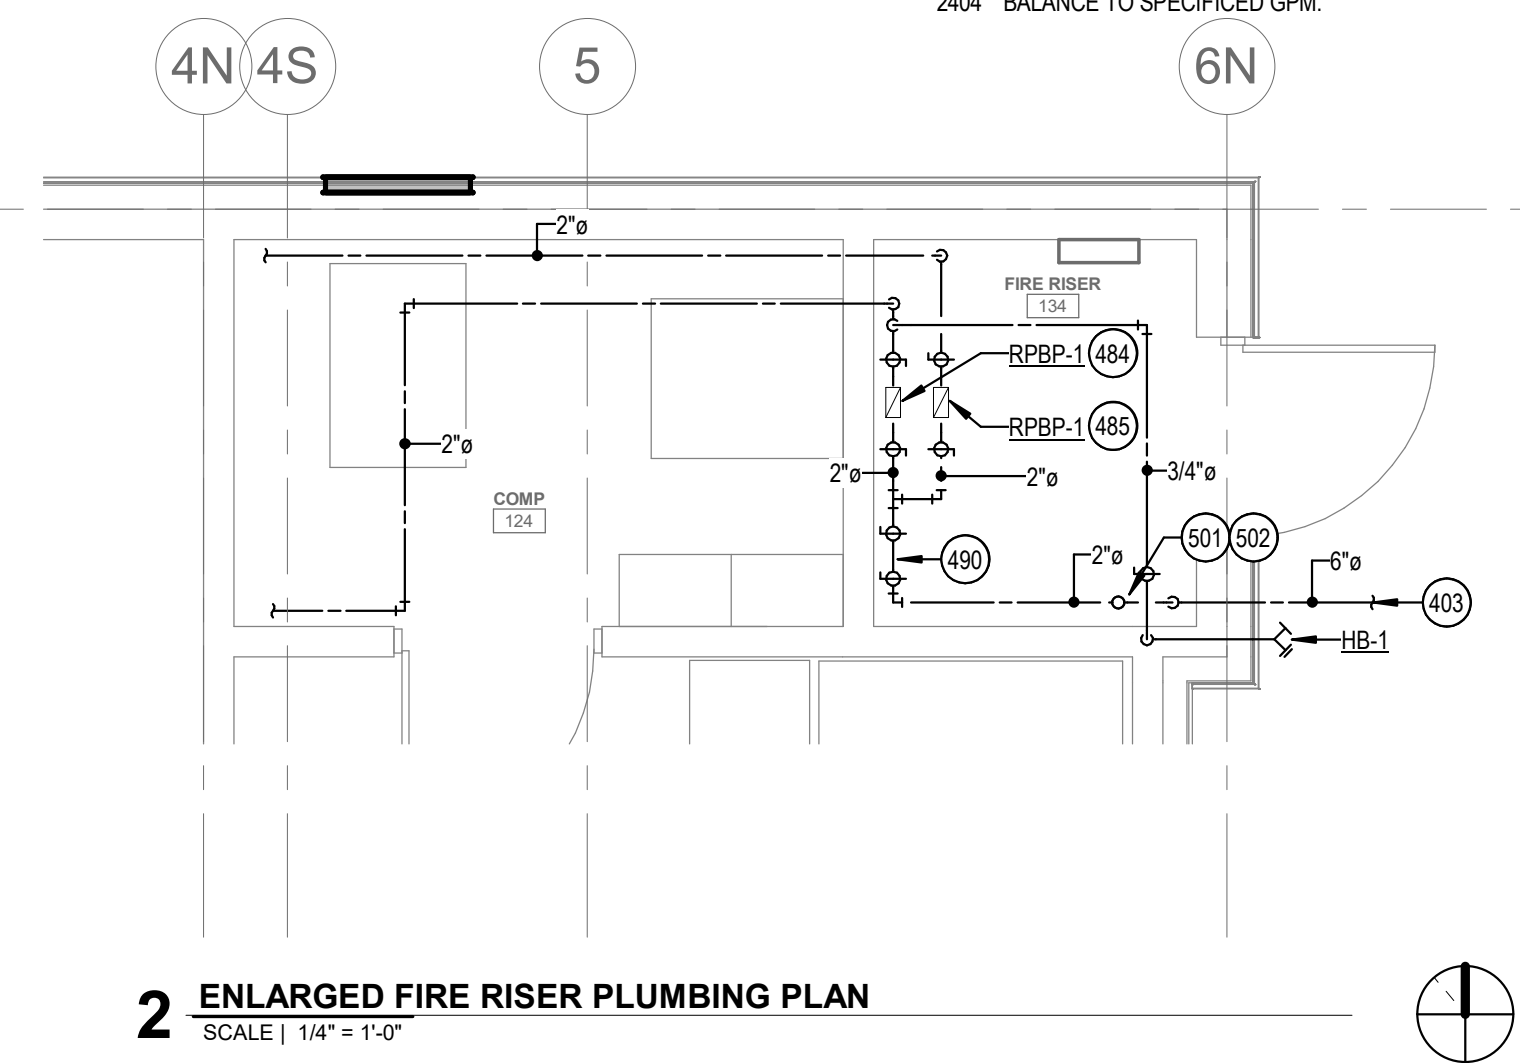 2404 BALANCE TO SPECIFICED GPM.
4N 4S 5 6N
2"ø
FIRE RISER
134
RPBP-1 484
RPBP-1 485
2"ø
2"ø
2"ø
3/4"ø
COMP
124
490
2"ø
501 502
6"ø
403
HB-1
2 ENLARGED FIRE RISER PLUMBING PLAN
SCALE | 1/4" = 1'-0"